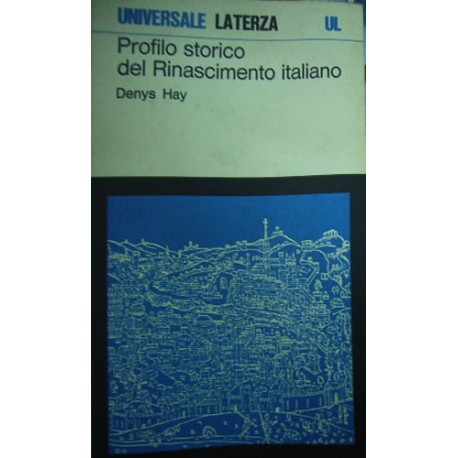 UNIVERSALE LATERZA UL
Profilo storico
del Rinascimento italiano
Denys Hay